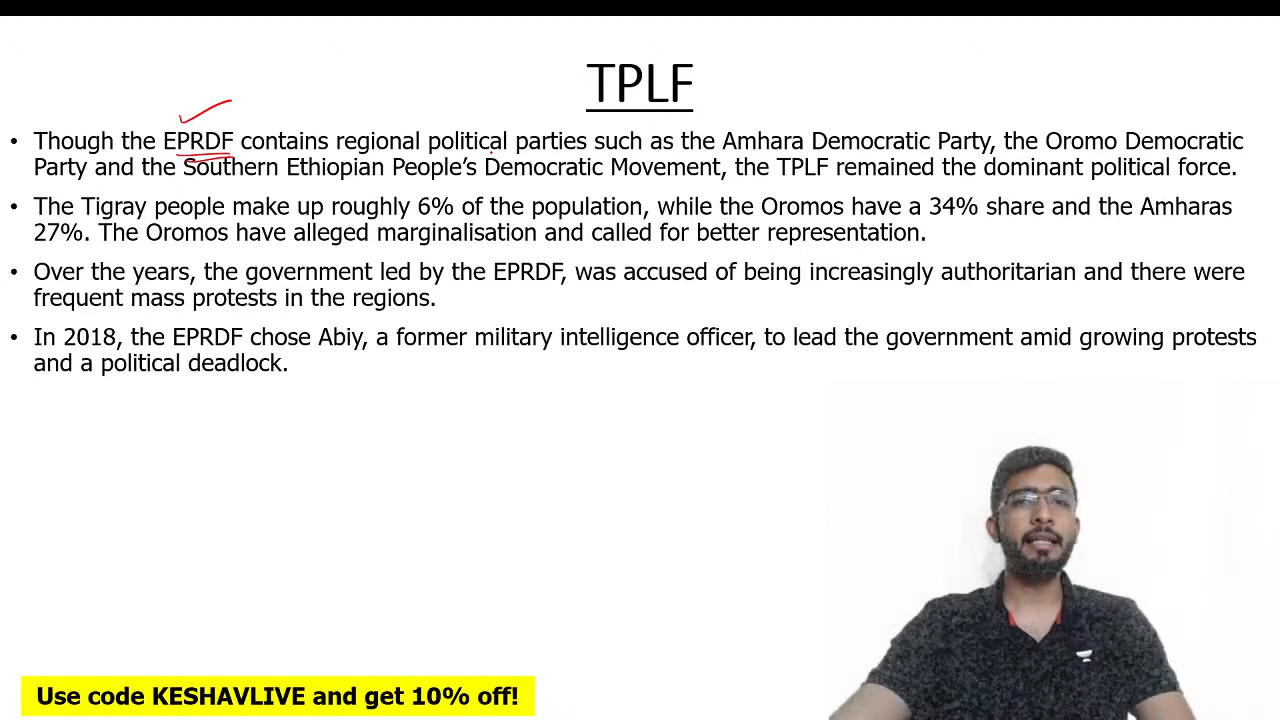 TPLF
• Though the EPRDF contains regional political parties such as the Amhara Democratic Party, the Oromo Democratic
Party and the Southern Ethiopian People's Democratic Movement, the TPLF remained the dominant political force.
• The Tigray people make up roughly 6% of the population, while the Oromos have a 34% share and the Amharas
27%. The Oromos have alleged marginalisation and called for better representation.
• Over the years, the government led by the EPRDF, was accused of being increasingly authoritarian and there were
frequent mass protests in the regions.
• In 2018, the EPRDF chose Abiy, a former military intelligence officer, to lead the government amid growing protests
and a political deadlock.
Use code KESHAVLIVE and get 10% off!